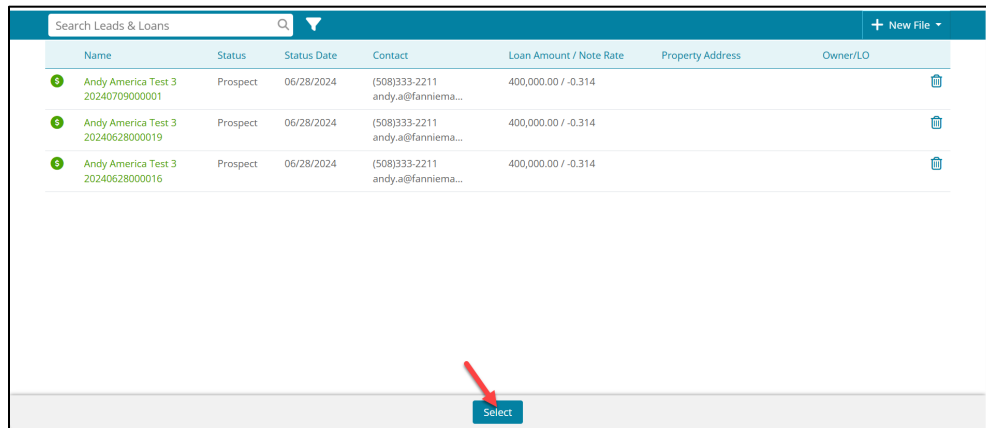 Search Leads & Loans
+ New File
Name Status Status Date Contact Loan Amount / Note Rate Property Address Owner/LO
$ Andy America Test 3 Prospect 06/28/2024 (508)333-2211 400,000.00 / -0.314
20240709000001 andy.a@fanniema...
$ Andy America Test 3 Prospect 06/28/2024 (508)333-2211 400,000.00 / -0.314
20240628000019 andy.a@fanniema...
$ Andy America Test 3 Prospect 06/28/2024 (508)333-2211 400,000.00 / -0.314
20240628000016 andy.a@fanniema...
Select